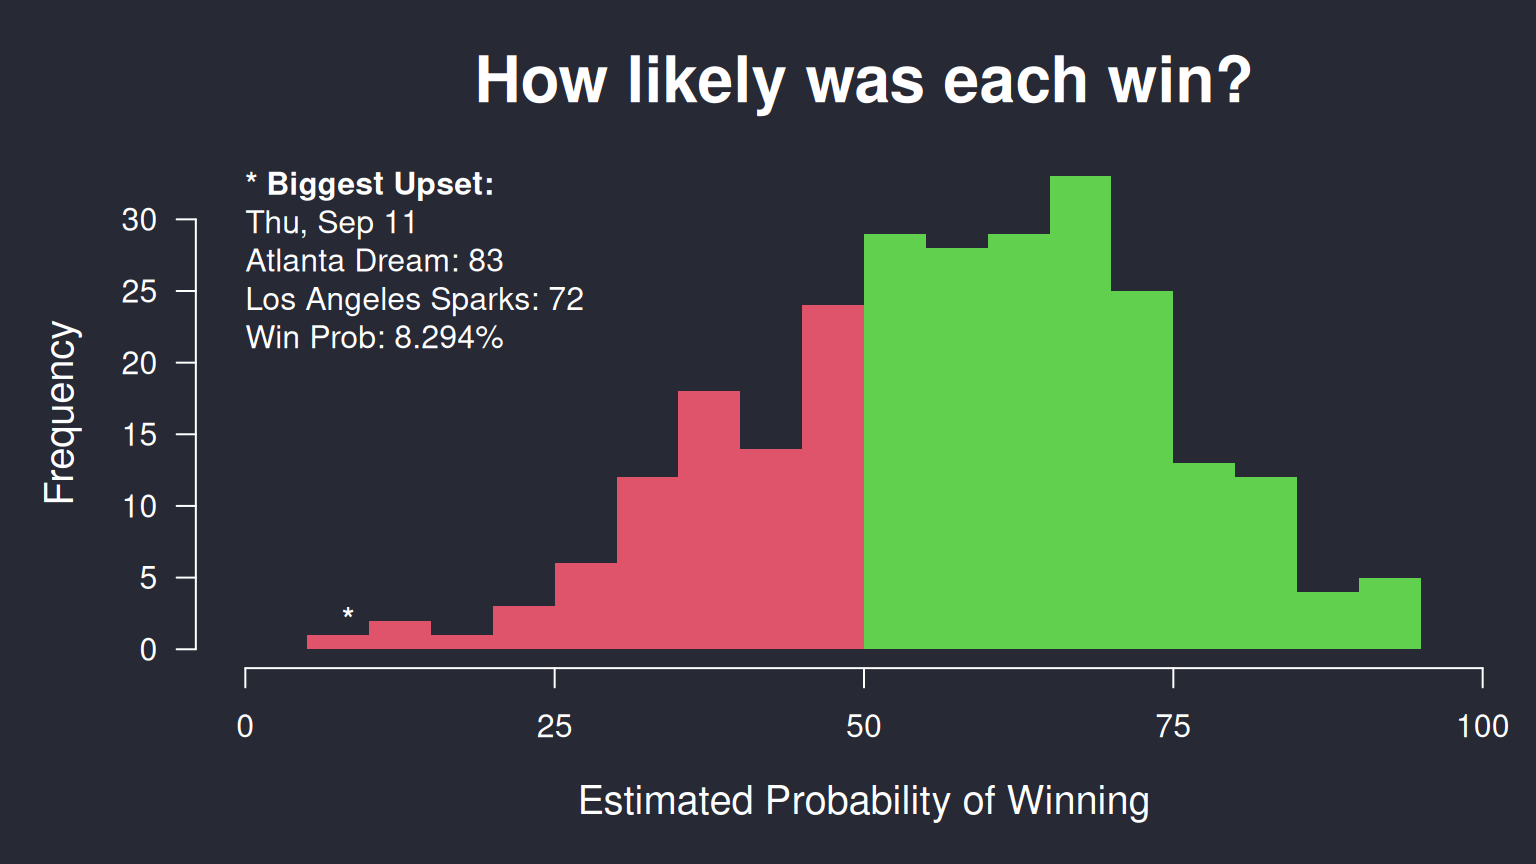 How likely was each win?
* Biggest Upset:
Thu, Sep 11
Atlanta Dream: 83
Los Angeles Sparks: 72
Win Prob: 8.294%
Frequency
30
25
20
15
10
5
0
*
0 25 50 75 100
Estimated Probability of Winning